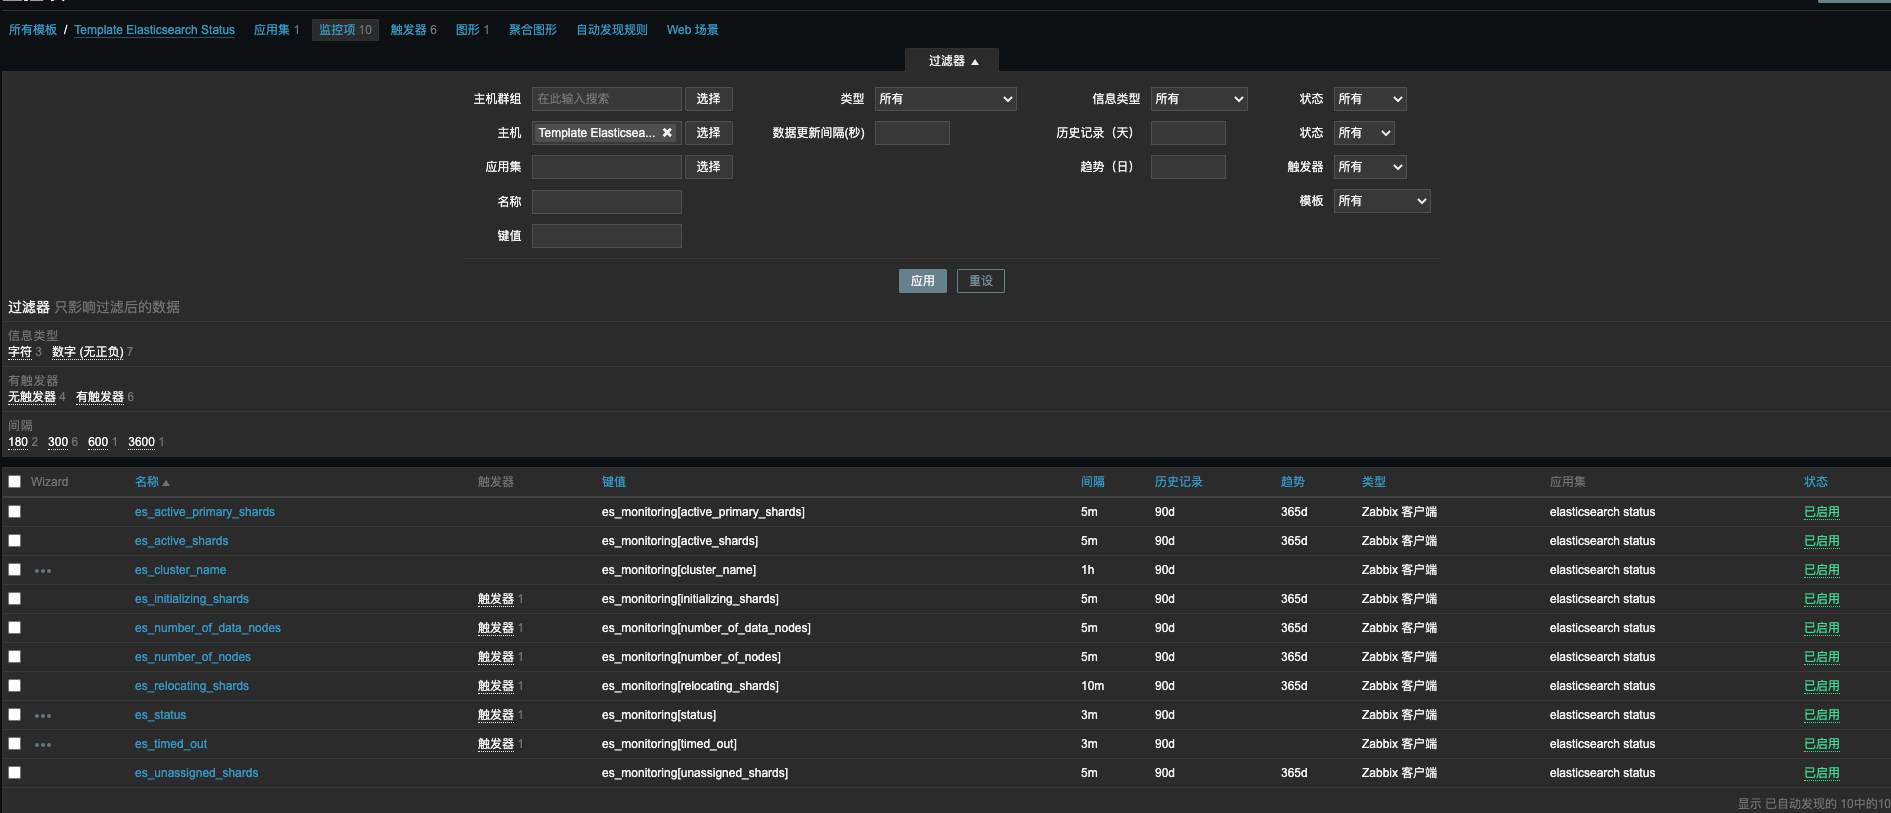 所有模板 / Template Elasticsearch Status 应用集 1 监控项 10 触发器 6 图形 1 聚合图形 自动发现规则 Web 场景
过滤器 ▲
主机群组 在此输入搜索 选择 类型 所有 信息类型 所有 状态 所有
主机 Template Elasticsea... ✖ 选择 数据更新间隔(秒) 历史记录（天） 状态 所有
应用集 选择 趋势（日） 触发器 所有
名称 模板 所有
键值
应用 重设
过滤器 只影响过滤后的数据
信息类型
字符 3 数字 (无正负) 7
有触发器
无触发器 4 有触发器 6
间隔
180 2 300 6 600 1 3600 1
Wizard 名称 ▲ 触发器 键值 间隔 历史记录 趋势 类型 应用集 状态
es_active_primary_shards es_monitoring[active_primary_shards] 5m 90d 365d Zabbix 客户端 elasticsearch status 已启用
es_active_shards es_monitoring[active_shards] 5m 90d 365d Zabbix 客户端 elasticsearch status 已启用
••• es_cluster_name es_monitoring[cluster_name] 1h 90d Zabbix 客户端 elasticsearch status 已启用
es_initializing_shards 触发器 1 es_monitoring[initializing_shards] 5m 90d 365d Zabbix 客户端 elasticsearch status 已启用
es_number_of_data_nodes 触发器 1 es_monitoring[number_of_data_nodes] 5m 90d 365d Zabbix 客户端 elasticsearch status 已启用
es_number_of_nodes 触发器 1 es_monitoring[number_of_nodes] 5m 90d 365d Zabbix 客户端 elasticsearch status 已启用
es_relocating_shards 触发器 1 es_monitoring[relocating_shards] 10m 90d 365d Zabbix 客户端 elasticsearch status 已启用
••• es_status 触发器 1 es_monitoring[status] 3m 90d Zabbix 客户端 elasticsearch status 已启用
••• es_timed_out 触发器 1 es_monitoring[timed_out] 3m 90d Zabbix 客户端 elasticsearch status 已启用
es_unassigned_shards es_monitoring[unassigned_shards] 5m 90d 365d Zabbix 客户端 elasticsearch status 已启用
显示 已自动发现的 10中的10